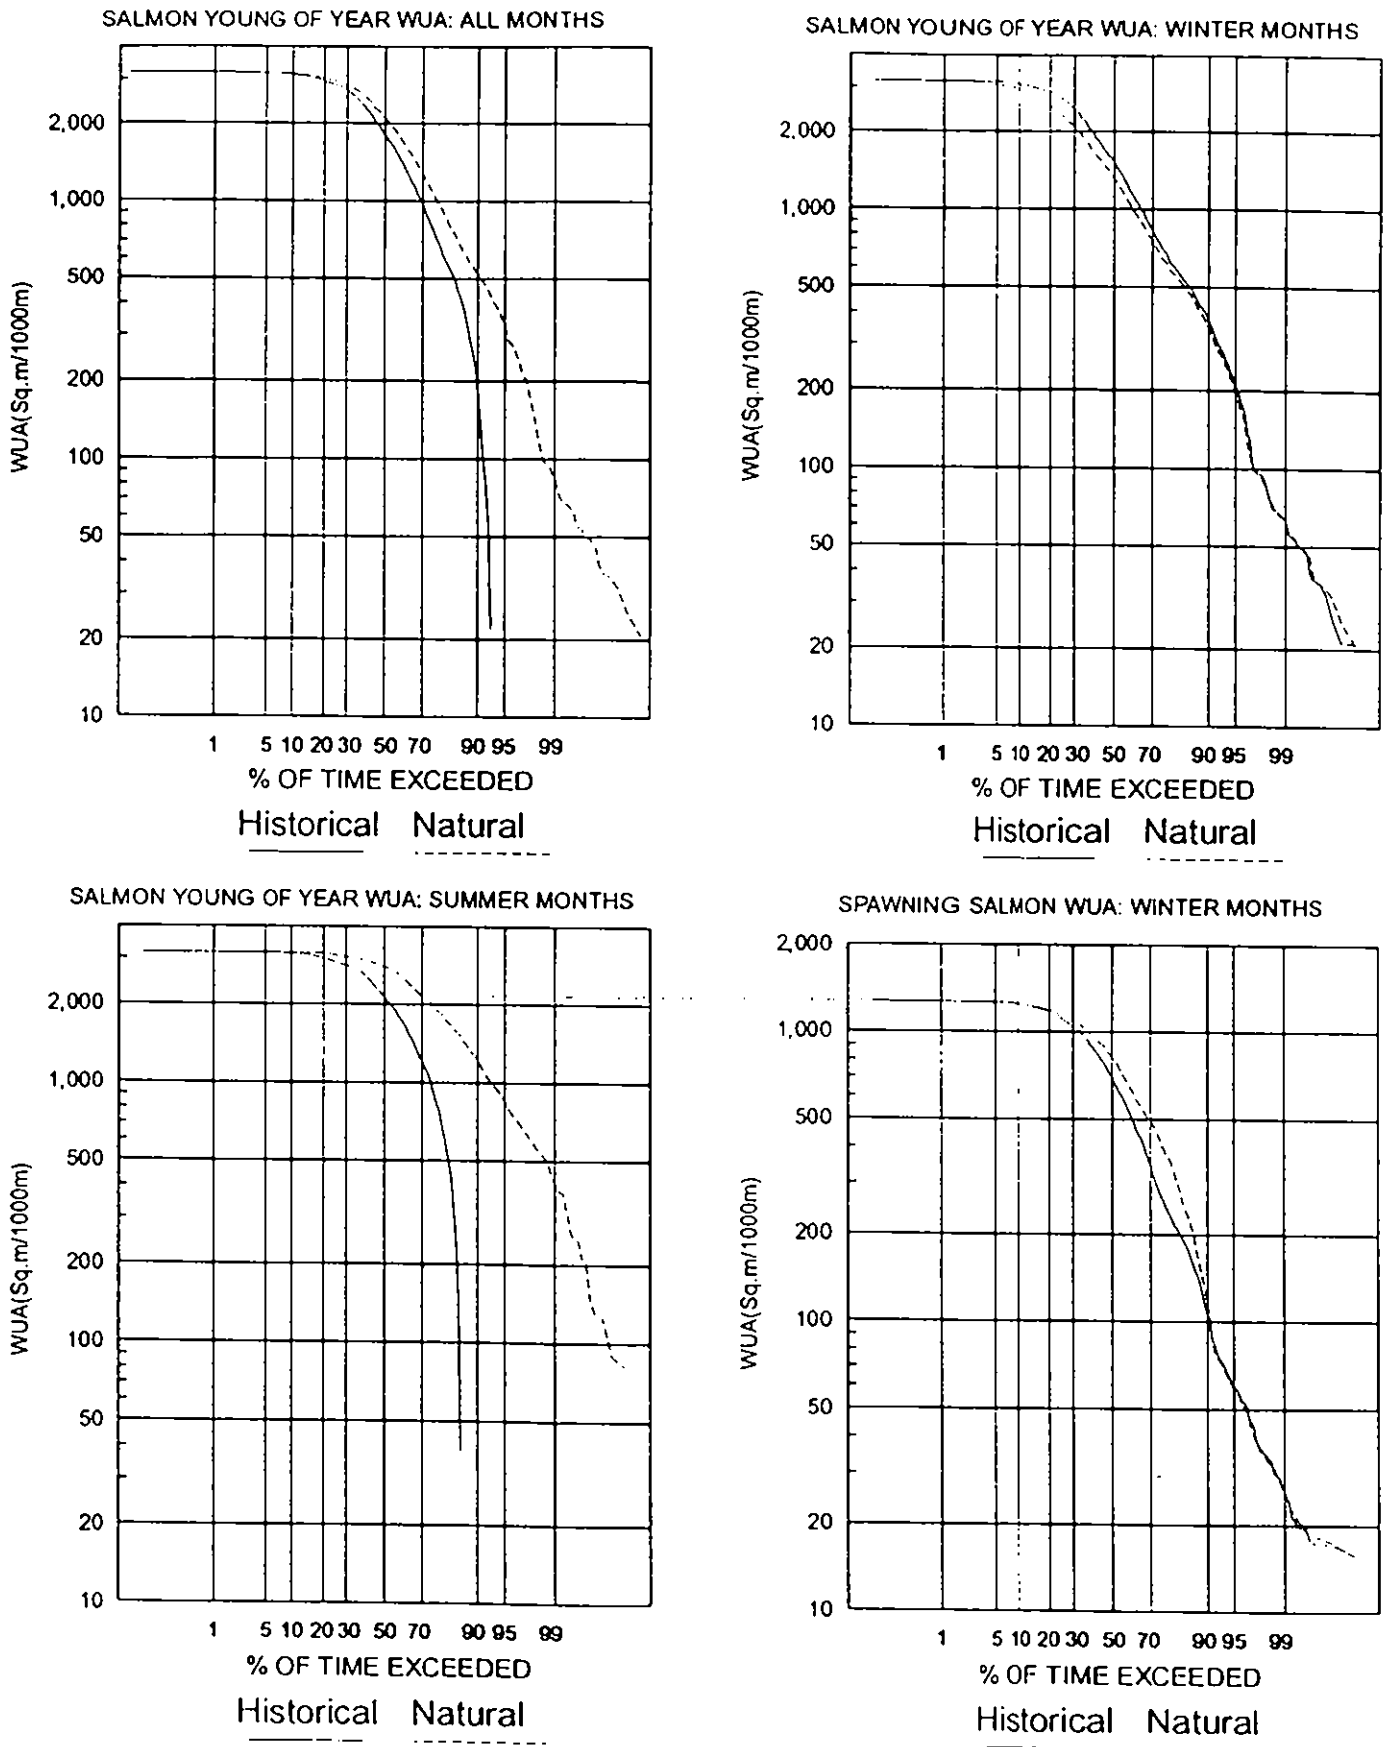 SALMON YOUNG OF YEAR WUA: ALL MONTHS
WUA(Sq.m/1000m)
2,000
1,000
500
200
100
50
20
10
1 5 10 20 30 50 70 90 95 99
% OF TIME EXCEEDED
Historical Natural
SALMON YOUNG OF YEAR WUA: WINTER MONTHS
WUA(Sq.m/1000m)
2,000
1,000
500
200
100
50
20
10
1 5 10 20 30 50 70 90 95 99
% OF TIME EXCEEDED
Historical Natural
SALMON YOUNG OF YEAR WUA: SUMMER MONTHS
WUA(Sq.m/1000m)
2,000
1,000
500
200
100
50
20
10
1 5 10 20 30 50 70 90 95 99
% OF TIME EXCEEDED
Historical Natural
SPAWNING SALMON WUA: WINTER MONTHS
WUA(Sq.m/1000m)
2,000
1,000
500
200
100
50
20
10
1 5 10 20 30 50 70 90 95 99
% OF TIME EXCEEDED
Historical Natural